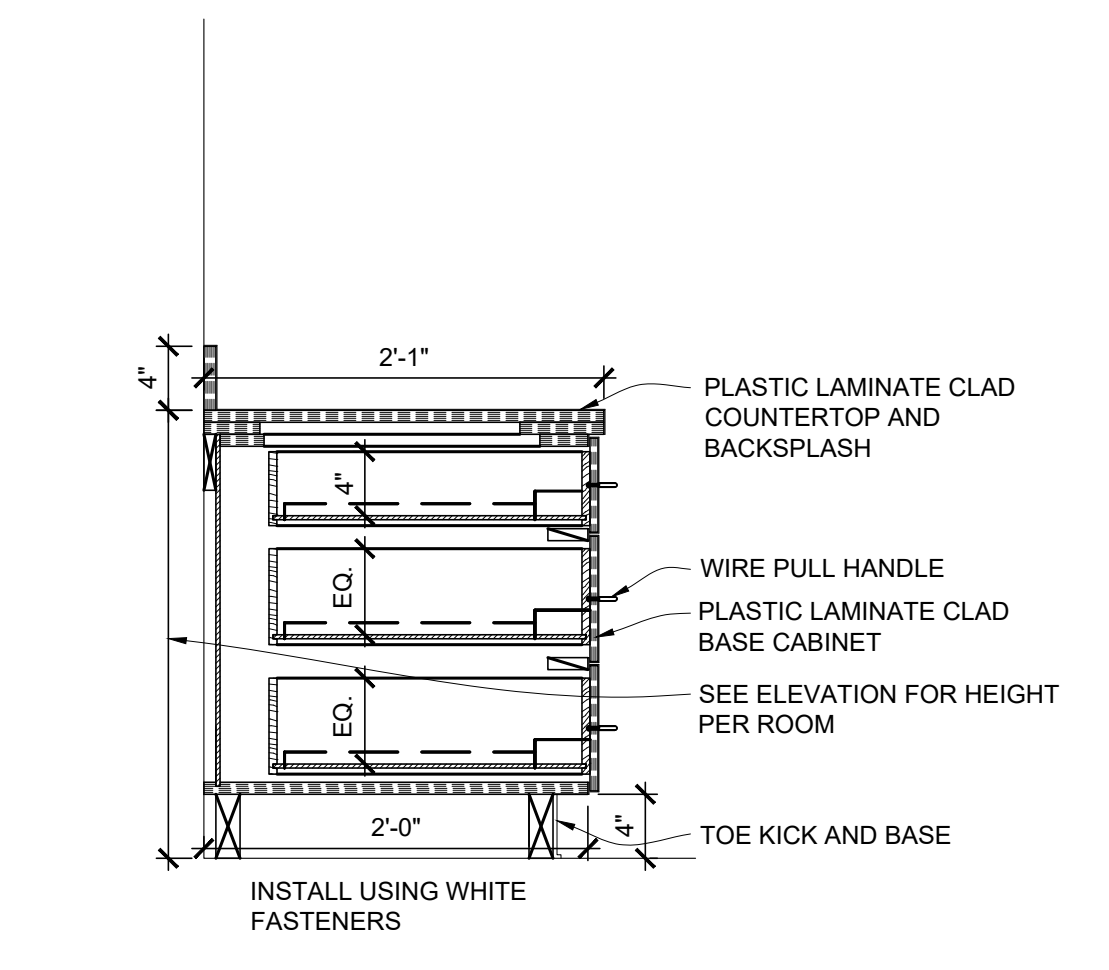 4"
2'-1"
PLASTIC LAMINATE CLAD
COUNTERTOP AND
BACKSPLASH
4"
EQ.
WIRE PULL HANDLE
PLASTIC LAMINATE CLAD
BASE CABINET
EQ.
SEE ELEVATION FOR HEIGHT
PER ROOM
2'-0"
4"
TOE KICK AND BASE
INSTALL USING WHITE
FASTENERS